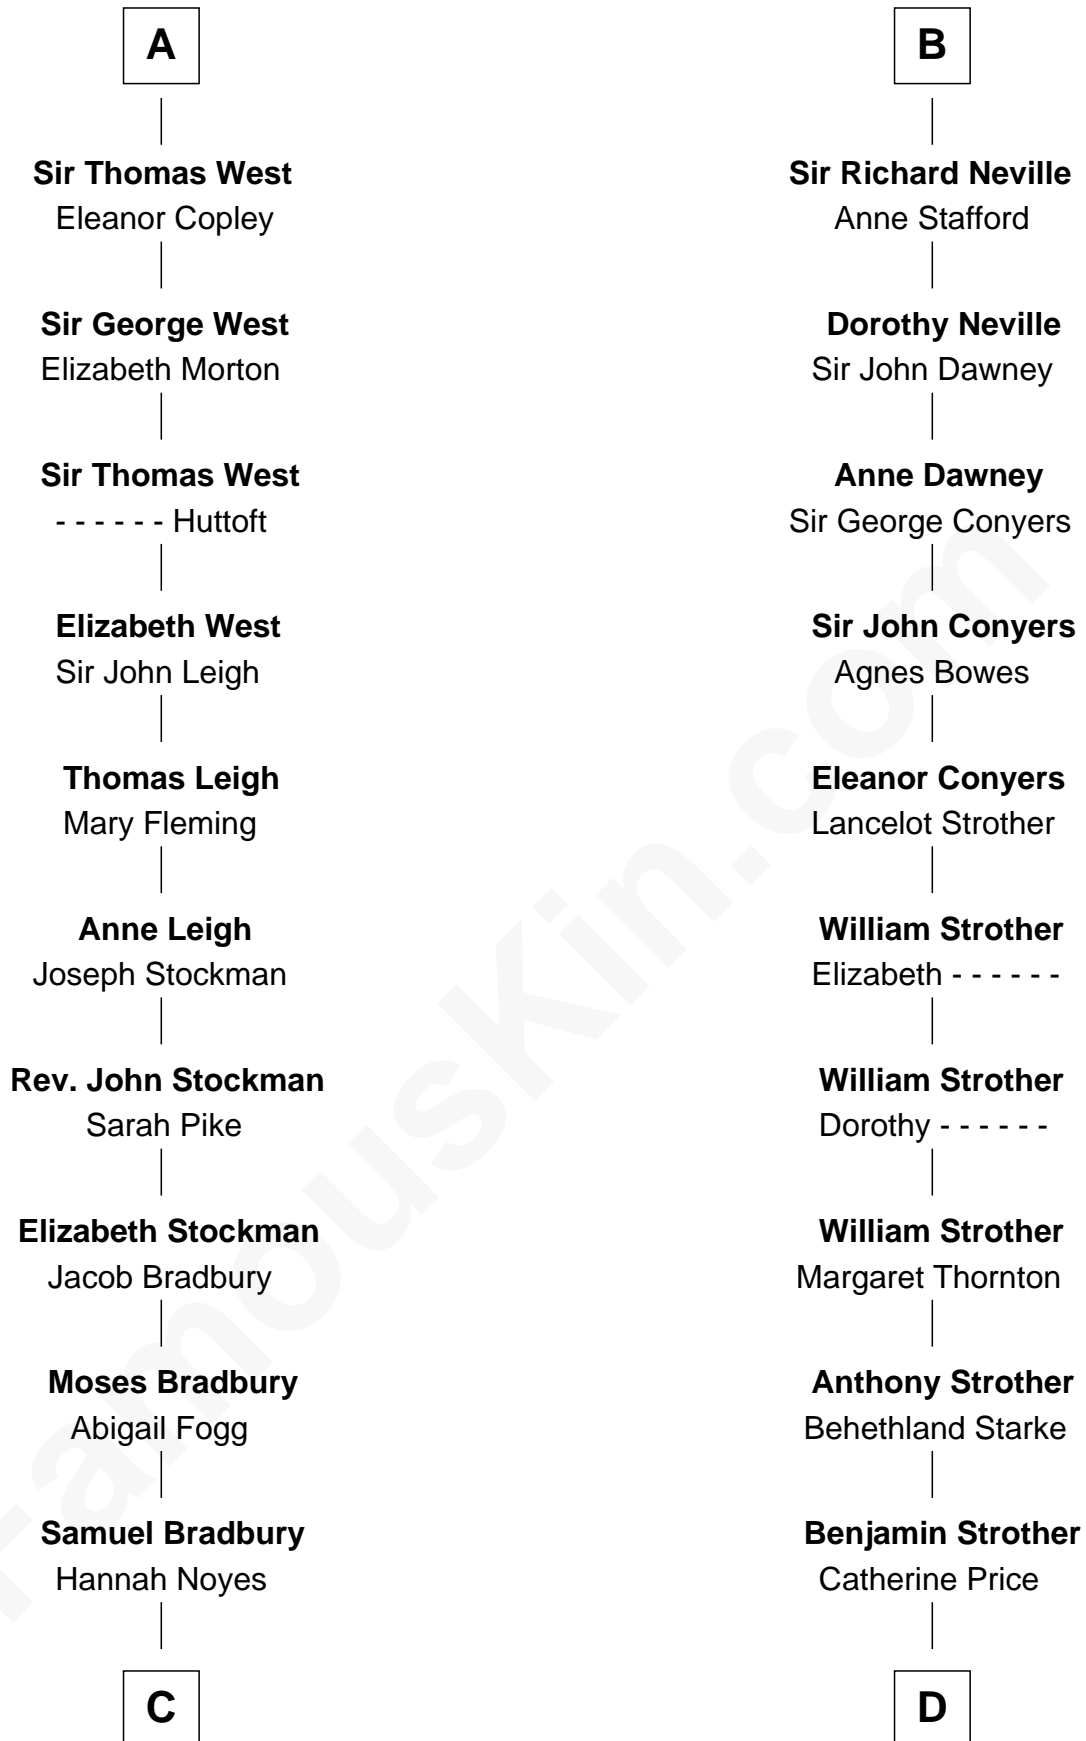 A
Sir Thomas West
Eleanor Copley
Sir George West
Elizabeth Morton
Sir Thomas West
- - - - - - Huttoft
Elizabeth West
Sir John Leigh
Thomas Leigh
Mary Fleming
Anne Leigh
Joseph Stockman
Rev. John Stockman
Sarah Pike
Elizabeth Stockman
Jacob Bradbury
Moses Bradbury
Abigail Fogg
Samuel Bradbury
Hannah Noyes
C
B
Sir Richard Neville
Anne Stafford
Dorothy Neville
Sir John Dawney
Anne Dawney
Sir George Conyers
Sir John Conyers
Agnes Bowes
Eleanor Conyers
Lancelot Strother
William Strother
Elizabeth - - - - - -
William Strother
Dorothy - - - - - -
William Strother
Margaret Thornton
Anthony Strother
Behethland Starke
Benjamin Strother
Catherine Price
D
FamousKin.com